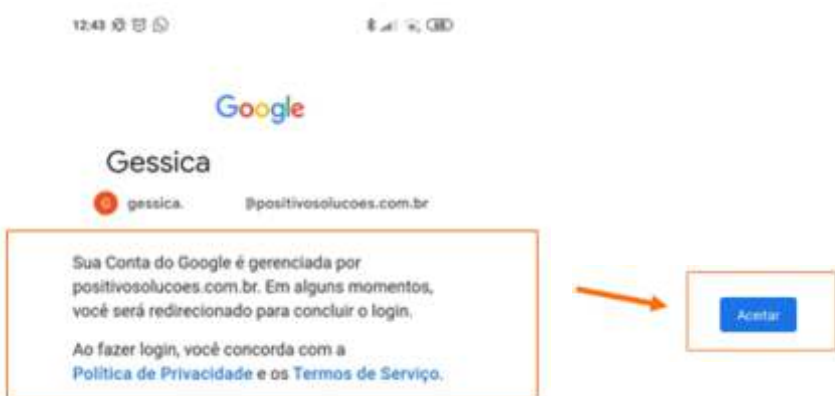 12:43
Google
Gessica
G gessica. @positivosolucoes.com.br
Sua Conta do Google é gerenciada por
positivosolucoes.com.br. Em alguns momentos,
você será redirecionado para concluir o login.
Ao fazer login, você concorda com a
Política de Privacidade e os Termos de Serviço.
Aceitar